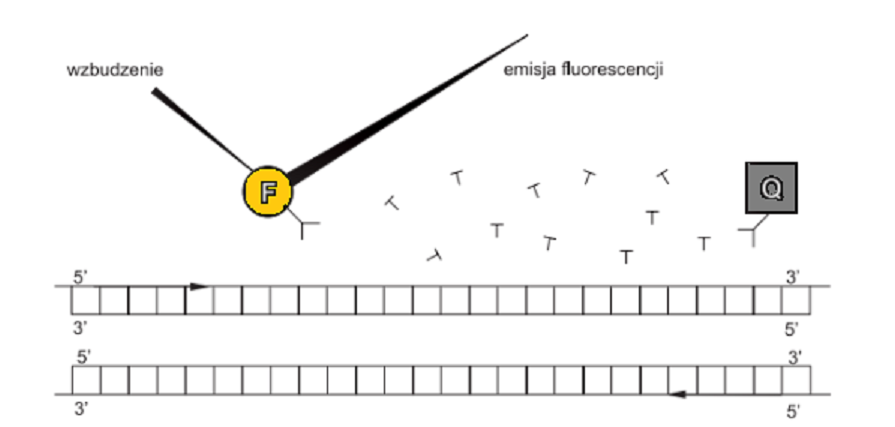 wzbudzenie
emisja fluorescencji
F
Q
T T T T T T T T T T T T
5' 3'
3' 5'
5' 3'
3' 5'